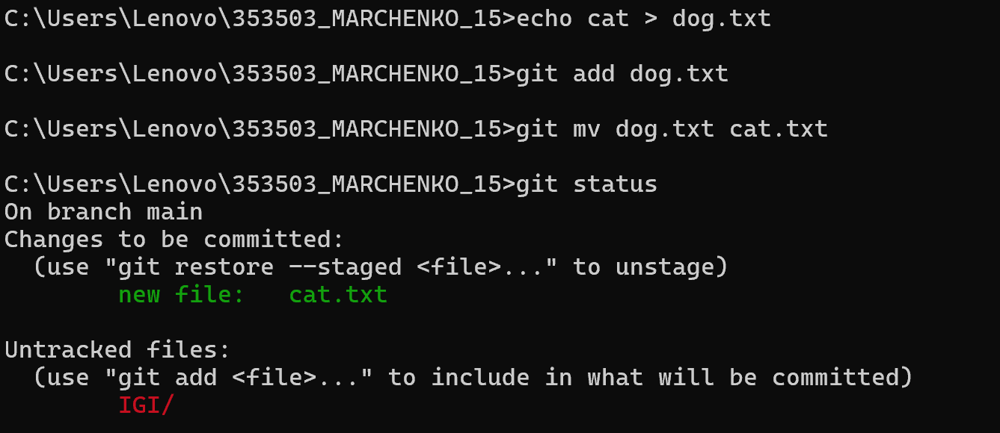 C:\Users\Lenovo\353503_MARCHENKO_15>echo cat > dog.txt
C:\Users\Lenovo\353503_MARCHENKO_15>git add dog.txt
C:\Users\Lenovo\353503_MARCHENKO_15>git mv dog.txt cat.txt
C:\Users\Lenovo\353503_MARCHENKO_15>git status
On branch main
Changes to be committed:
  (use "git restore --staged <file>..." to unstage)
        new file:   cat.txt
Untracked files:
  (use "git add <file>..." to include in what will be committed)
        IGI/